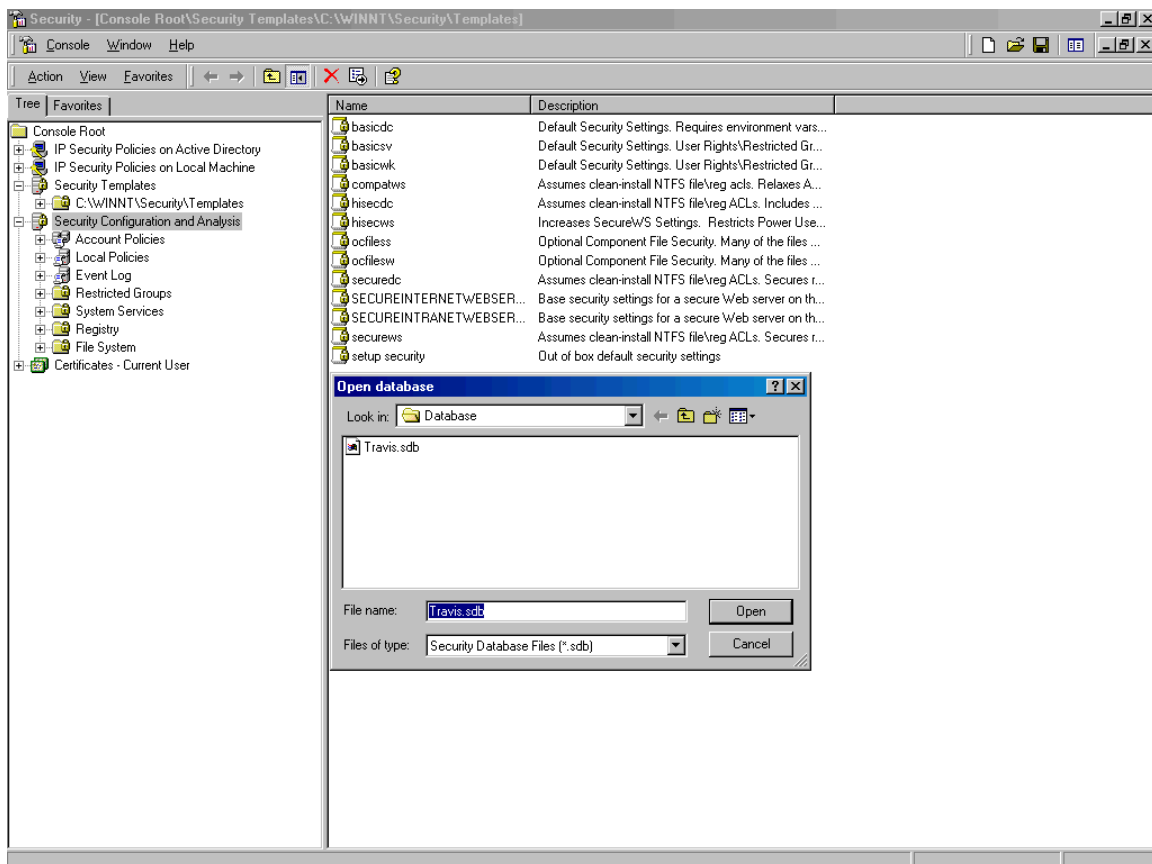 Security - [Console Root\Security Templates\C:\WINNT\Security\Templates]
Console Window Help
Action View Favorites
Tree Favorites
Console Root
IP Security Policies on Active Directory
IP Security Policies on Local Machine
Security Templates
C:\WINNT\Security\Templates
Security Configuration and Analysis
Account Policies
Local Policies
Event Log
Restricted Groups
System Services
Registry
File System
Certificates - Current User
Name Description
basicdc Default Security Settings. Requires environment vars...
basicsv Default Security Settings. User Rights\Restricted Gr...
basicwk Default Security Settings. User Rights\Restricted Gr...
compatws Assumes clean-install NTFS file\reg acls. Relaxes A...
hisecdc Assumes clean-install NTFS file\reg ACLs. Includes ...
hisecws Increases SecureWS Settings. Restricts Power Use...
ocfiless Optional Component File Security. Many of the files ...
ocfilesw Optional Component File Security. Many of the files ...
securedc Assumes clean-install NTFS file\reg ACLs. Secures r...
SECUREINTERNETWEBSER... Base security settings for a secure Web server on th...
SECUREINTRANETWEBSER... Base security settings for a secure Web server on th...
securews Assumes clean-install NTFS file\reg ACLs. Secures r...
setup security Out of box default security settings
Open database
Look in: Database
Travis.sdb
File name: Travis.sdb Open
Files of type: Security Database Files (*.sdb) Cancel